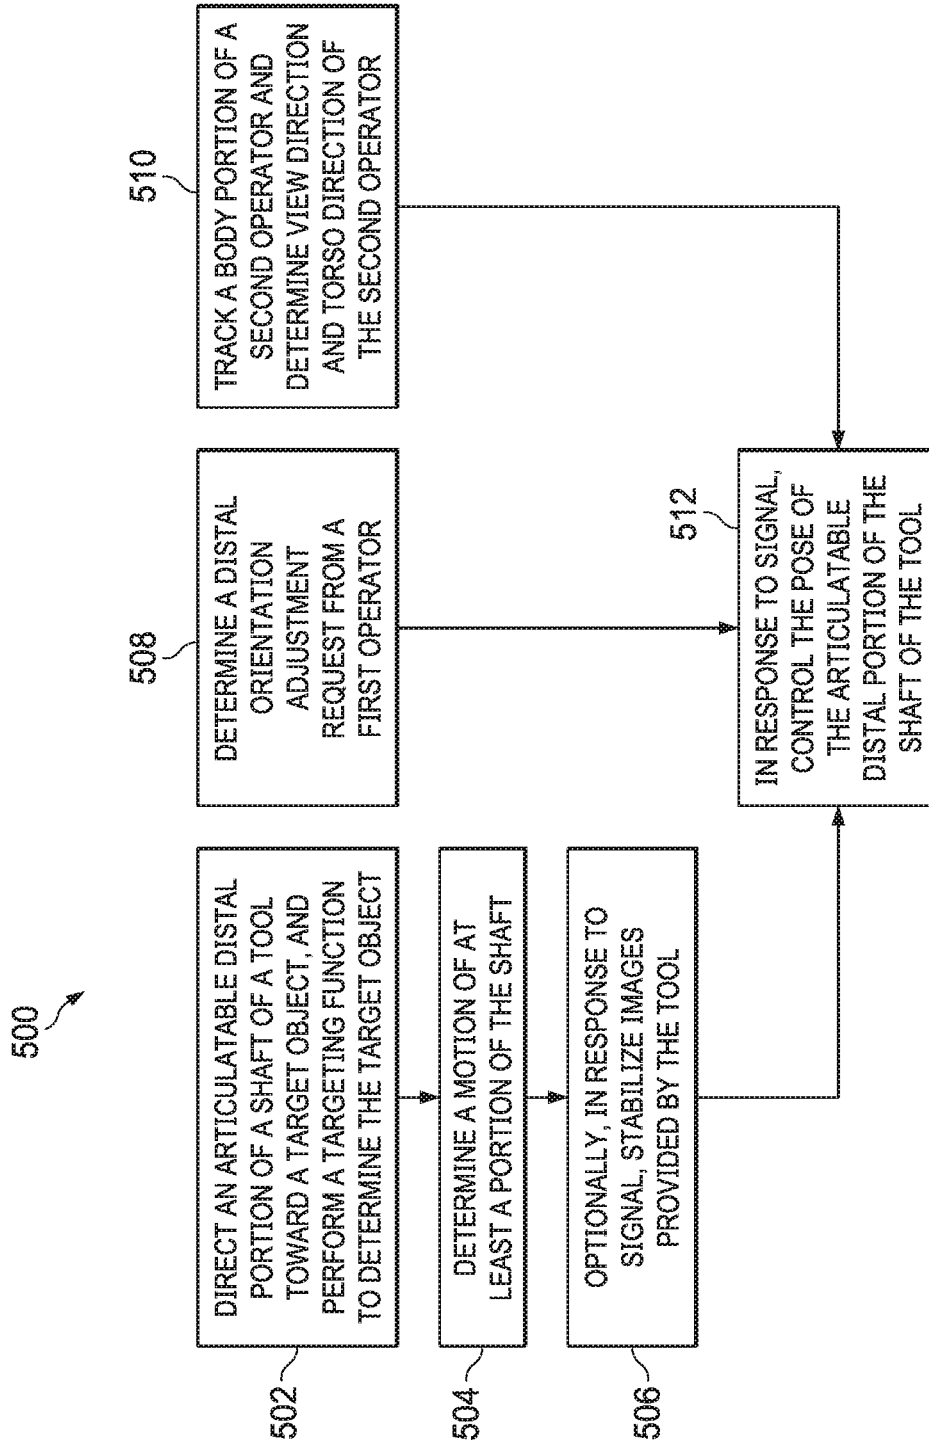 500
502
DIRECT AN ARTICULATABLE DISTAL
PORTION OF A SHAFT OF A TOOL
TOWARD A TARGET OBJECT, AND
PERFORM A TARGETING FUNCTION
TO DETERMINE THE TARGET OBJECT
504
DETERMINE A MOTION OF AT
LEAST A PORTION OF THE SHAFT
506
OPTIONALLY, IN RESPONSE TO
SIGNAL, STABILIZE IMAGES
PROVIDED BY THE TOOL
508
DETERMINE A DISTAL
ORIENTATION
ADJUSTMENT
REQUEST FROM A
FIRST OPERATOR
510
TRACK A BODY PORTION OF A
SECOND OPERATOR AND
DETERMINE VIEW DIRECTION
AND TORSO DIRECTION OF
THE SECOND OPERATOR
512
IN RESPONSE TO SIGNAL,
CONTROL THE POSE OF
THE ARTICULATABLE
DISTAL PORTION OF THE
SHAFT OF THE TOOL